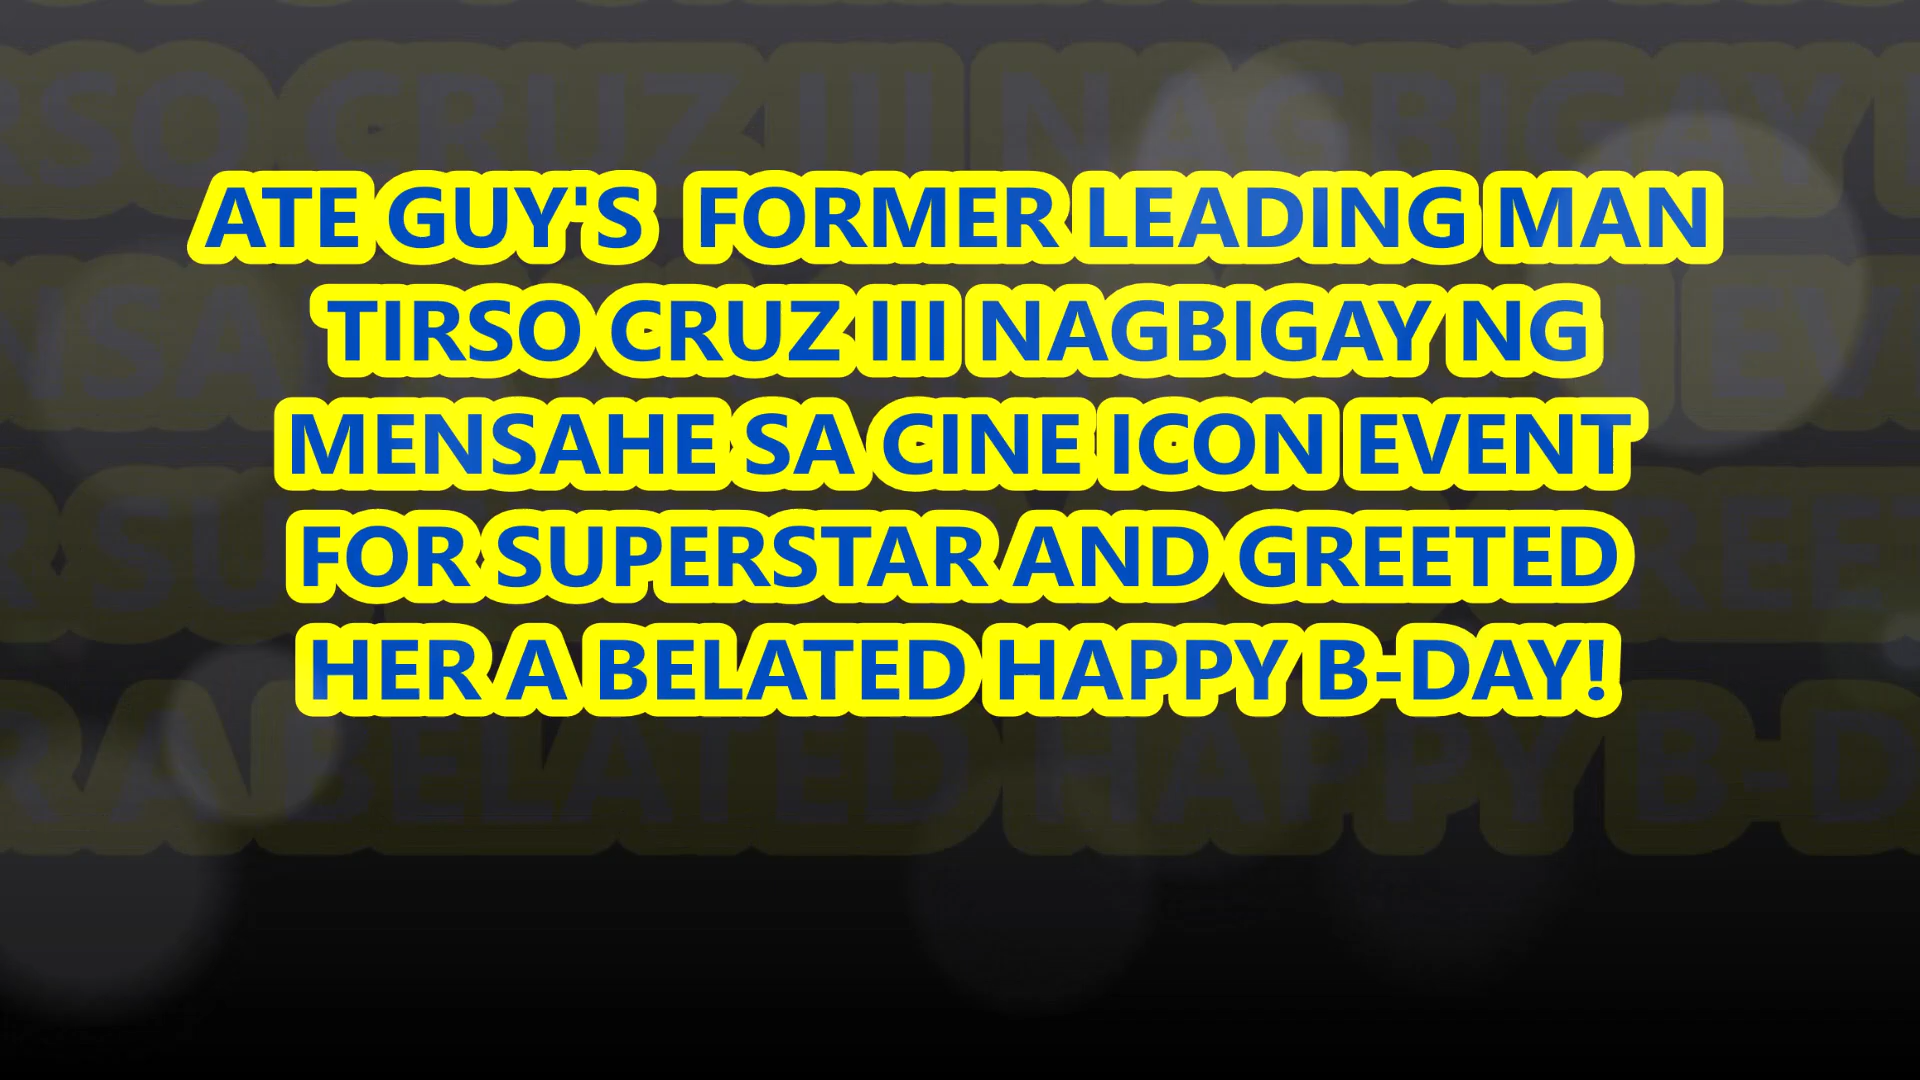 ATE GUY'S  FORMER LEADING MAN
TIRSO CRUZ III NAGBIGAY NG
MENSAHE SA CINE ICON EVENT
FOR SUPERSTAR AND GREETED
HER A BELATED HAPPY B-DAY!